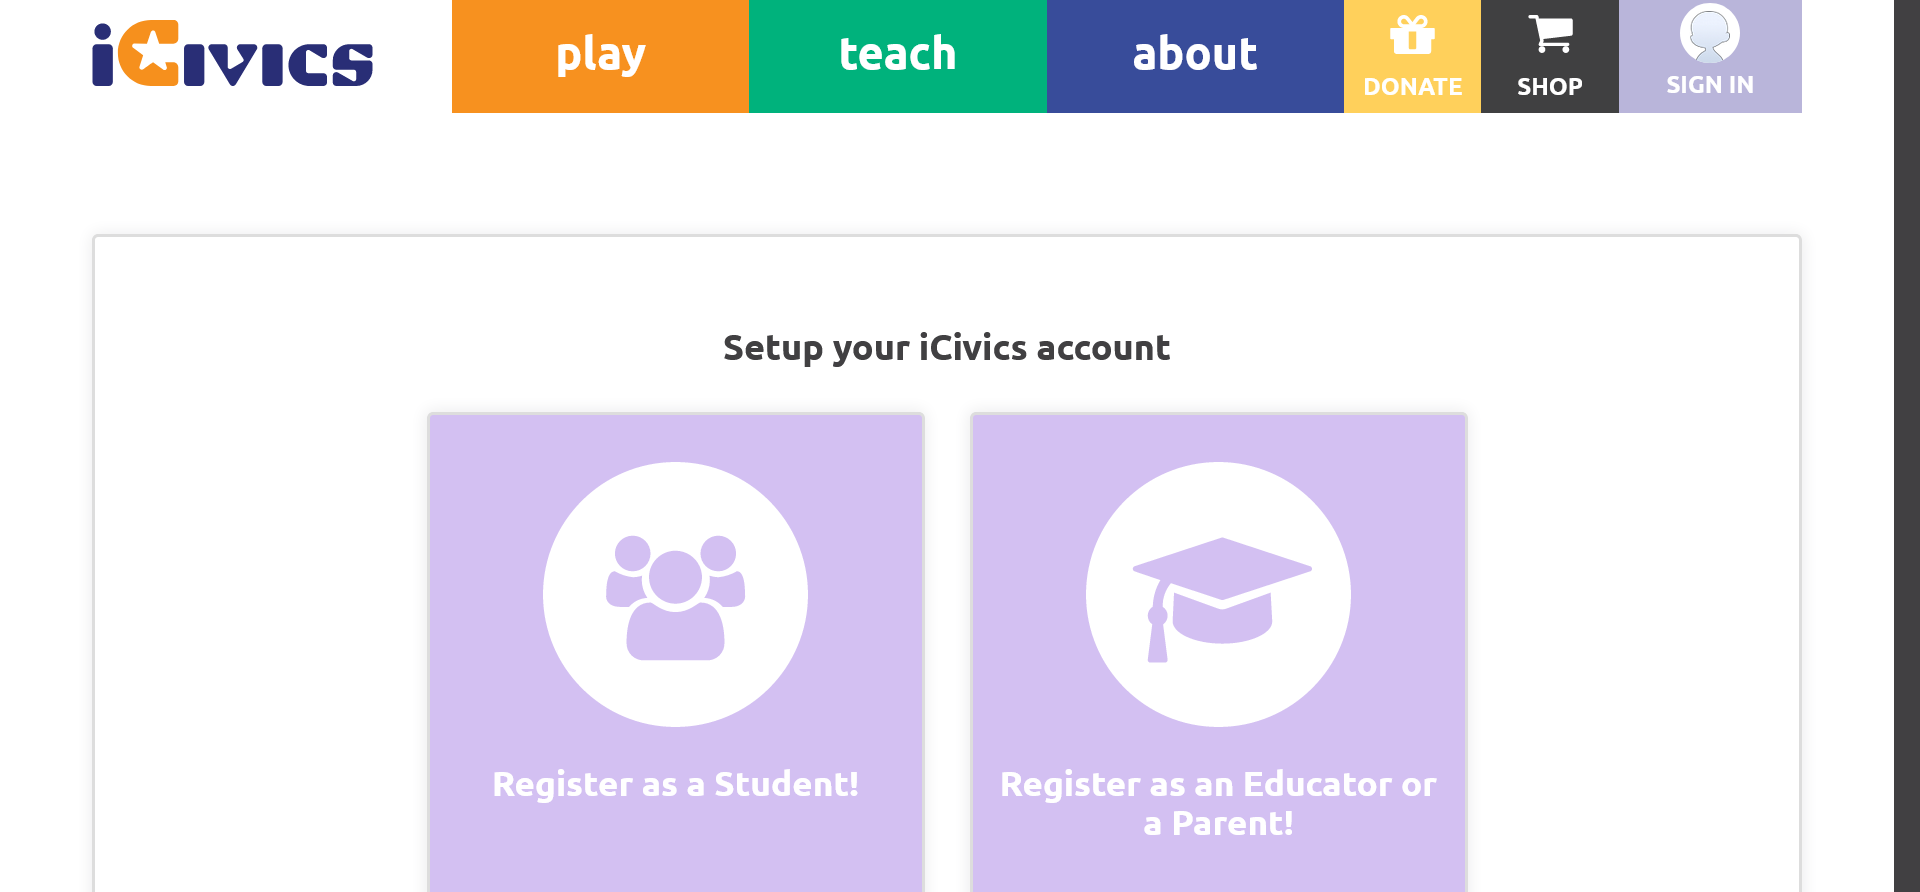 iCivics
play
teach
about
DONATE
SHOP
SIGN IN
Setup your iCivics account
Register as a Student!
Register as an Educator or
a Parent!